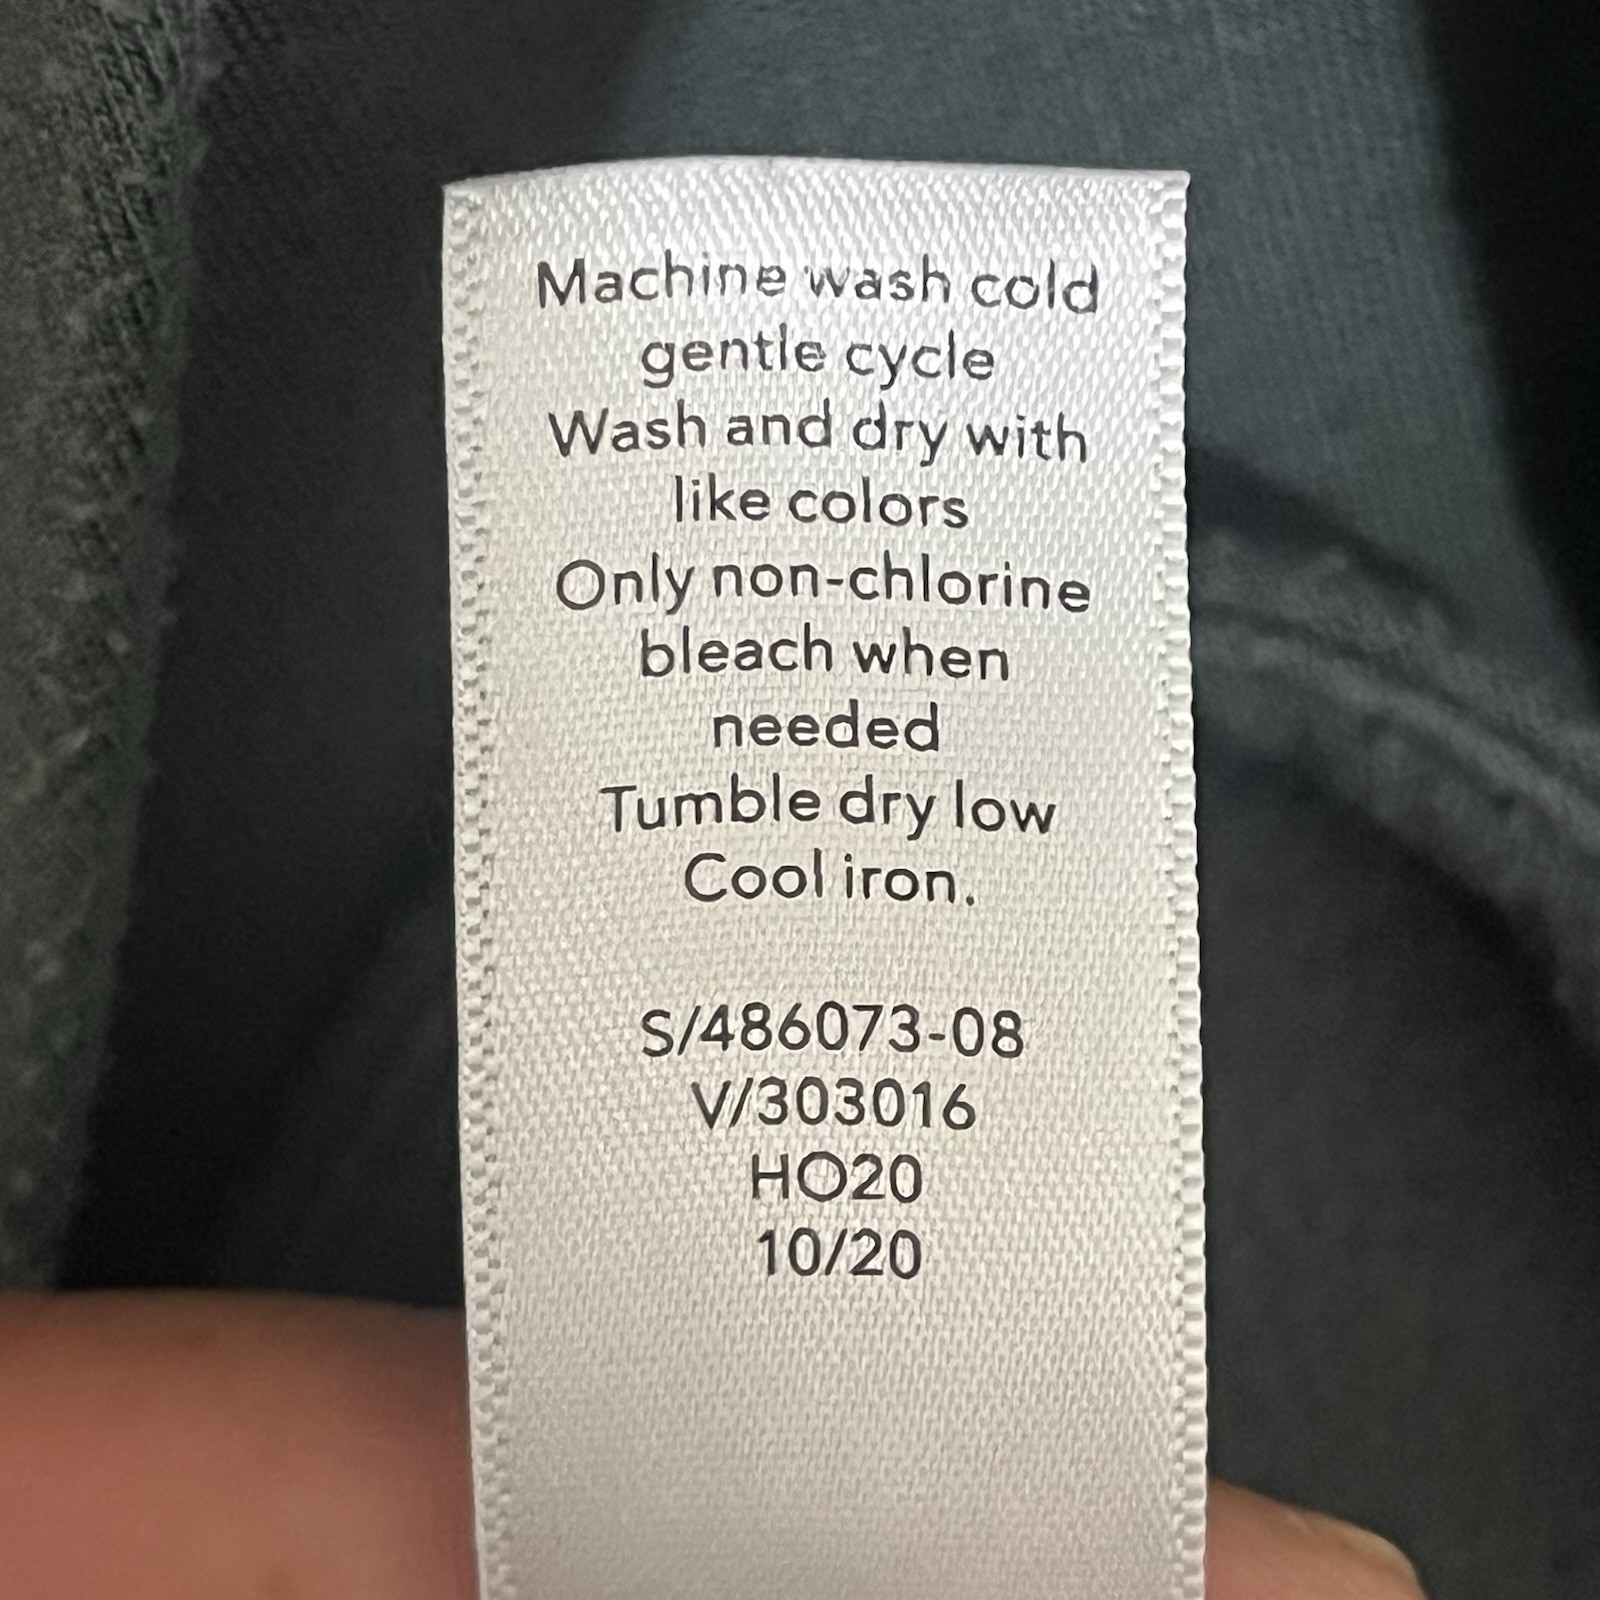 Machine wash cold
gentle cycle
Wash and dry with
like colors
Only non-chlorine
bleach when
needed
Tumble dry low
Cool iron.
S/486073-08
V/303016
HO20
10/20